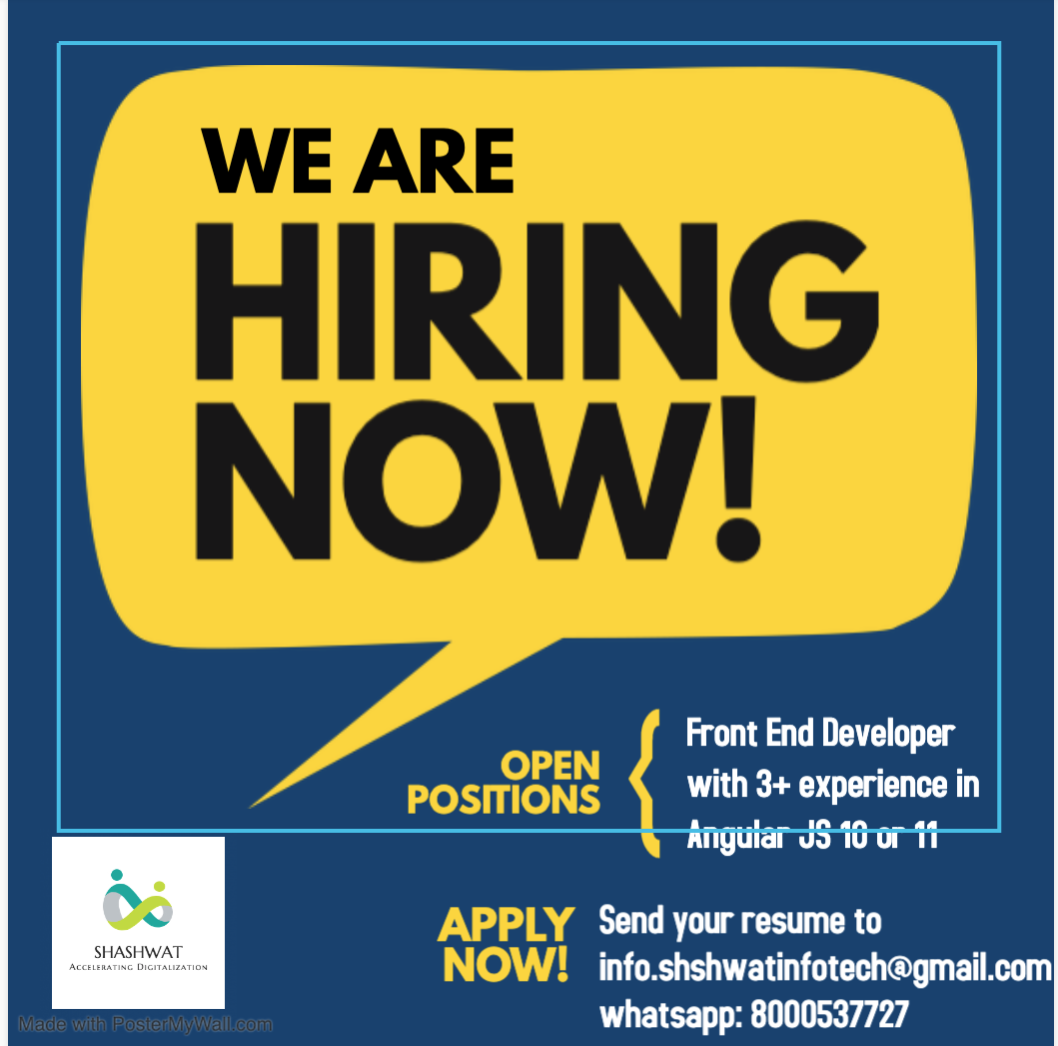 WE ARE
HIRING
NOW!
OPEN
POSITIONS
Front End Developer
with 3+ experience in
Angular JS 10 or 11
SHASHWAT
ACCELERATING DIGITALIZATION
APPLY
NOW!
Send your resume to
info.shshwatinfotech@gmail.com
whatsapp: 8000537727
Made with PosterMyWall.com